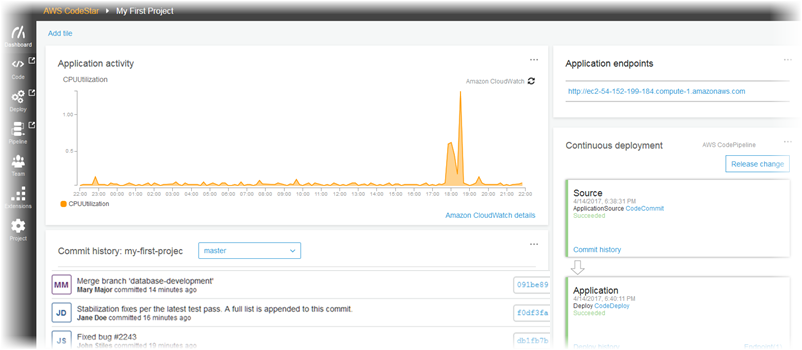 AWS CodeStar My First Project
Dashboard
Code
Deploy
Pipeline
Team
Extensions
Project
Add tile
Application activity
CPUUtilization
Amazon CloudWatch
1.00
0.5
22:00 23:00 00:00 01:00 02:00 03:00 04:00 05:00 06:00 07:00 08:00 09:00 10:00 11:00 12:00 13:00 14:00 15:00 16:00 17:00 18:00 19:00 20:00 21:00 22:00
CPUUtilization
Amazon CloudWatch details
Commit history: my-first-projec
master
MM
Merge branch 'database-development'
Mary Major committed 14 minutes ago
091be89
JD
Stabilization fixes per the latest test pass. A full list is appended to this commit.
Jane Doe committed 16 minutes ago
f0df3fa
JS
Fixed bug #2243
John Stiles committed 18 minutes ago
db1fb7b
Application endpoints
http://ec2-54-152-199-184.compute-1.amazonaws.com
Continuous deployment
AWS CodePipeline
Release change
Source
4/14/2017, 6:38:31 PM
ApplicationSource CodeCommit
Succeeded
Commit history
Application
4/14/2017, 6:40:11 PM
Deploy CodeDeploy
Succeeded